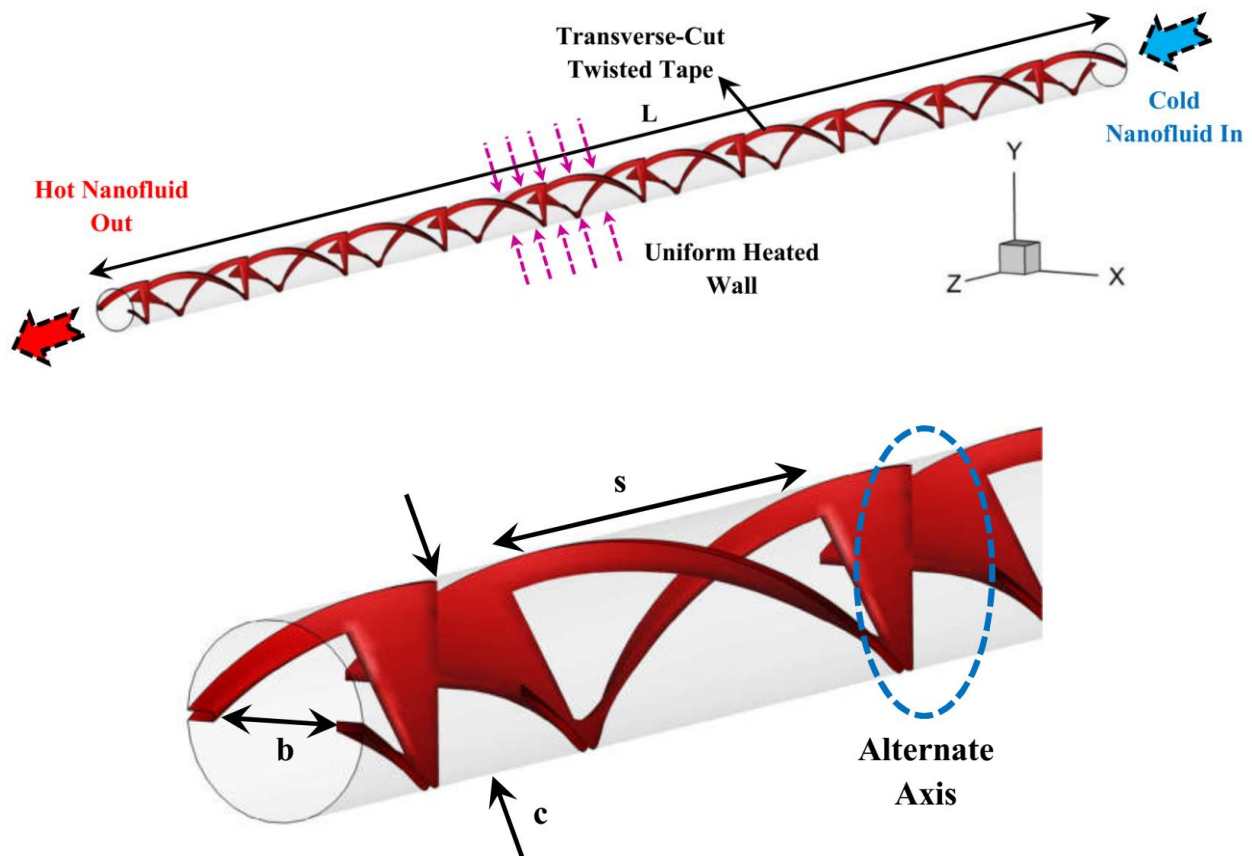 Transverse-Cut
Twisted Tape
L
Cold
Nanofluid In
Hot Nanofluid
Out
Uniform Heated
Wall
Y
Z
X
s
b
c
Alternate
Axis